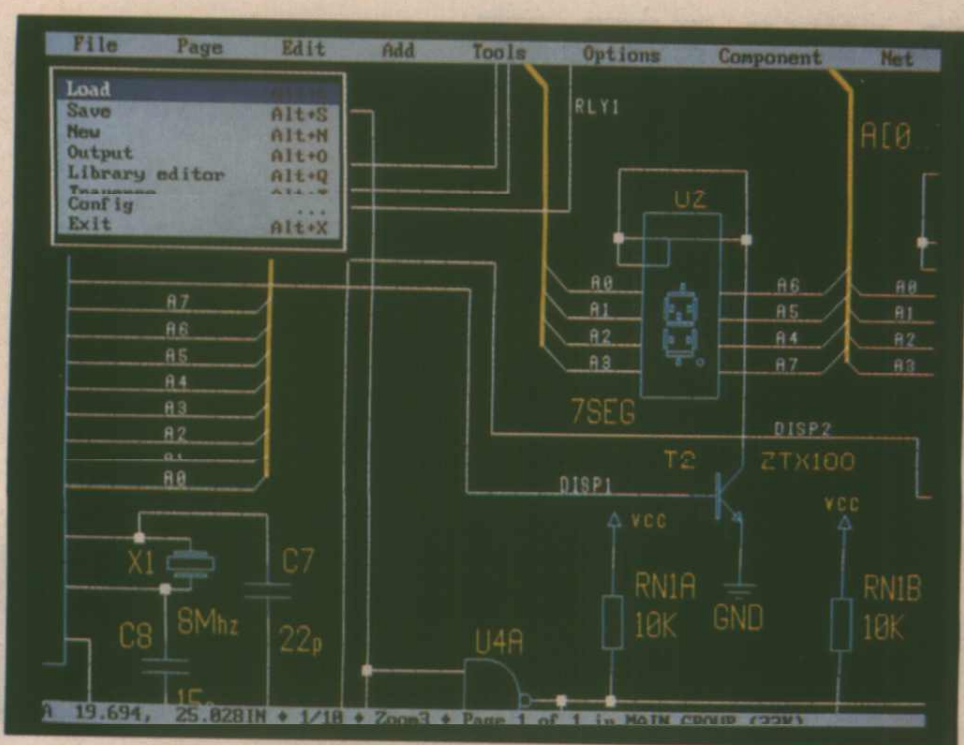 File Page Edit Add Tools Options Component Net
Load
Save Alt+S
New Alt+N
Output Alt+O
Library editor Alt+Q
Config ...
Exit Alt+X
RLY1
A[0..
U2
A0 A6 A0
A1 A5 A1
A2 A4 A2
A3 A7 A3
7SEG
DISP2
T2 ZTX100
DISP1
VCC VCC
A7
A6
A5
A4
A3
A2
A1
A0
X1 C7
RN1A RN1B
8Mhz
10K GND 10K
C8 22p
U4A
A 19.694, 25.028IN ♦ 1/10 ♦ Zoom3 ♦ Page 1 of 1 in MAIN GROUP